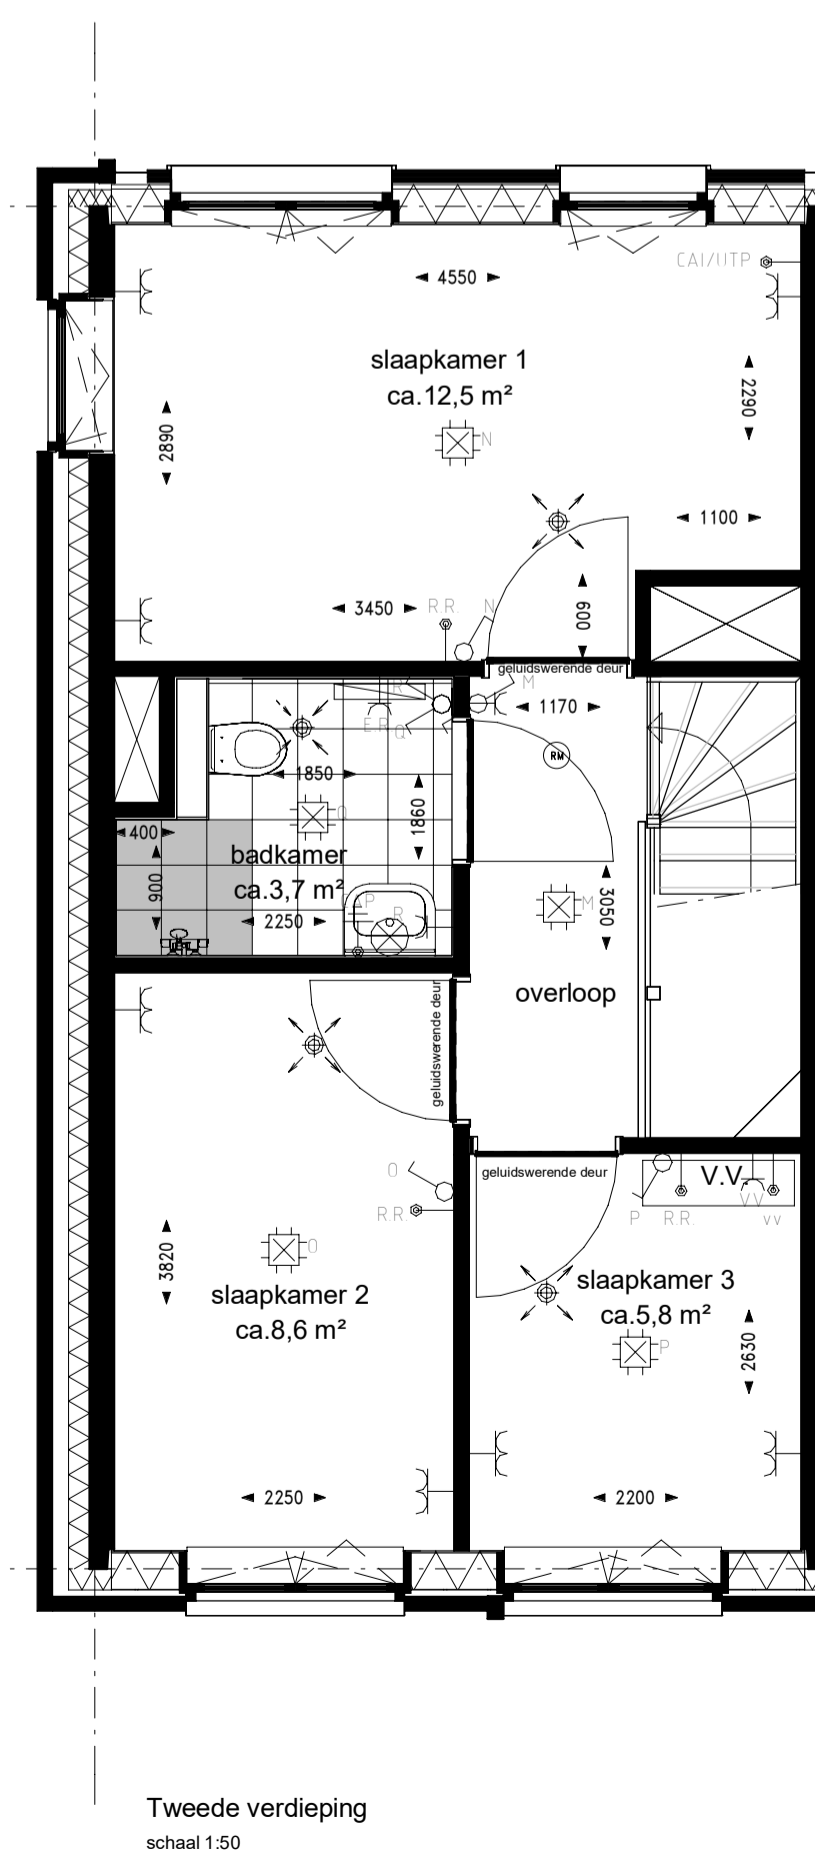 CAI/UTP
4550
slaapkamer 1
ca.12,5 m²
2290
2890
N
1100
3450
R.R.
N
600
geluidswerende deur
R
M
1170
E.R.
Q
RM
1850
1860
Q
400
badkamer
ca.3,7 m²
900
2250
P
R
M
3050
overloop
geluidswerende deur
geluidswerende deur
V.V.
O
VV
R.R.
P
R.R.
vv
3820
O
slaapkamer 2
ca.8,6 m²
slaapkamer 3
ca.5,8 m²
P
2630
2250
2200
Tweede verdieping
schaal 1:50